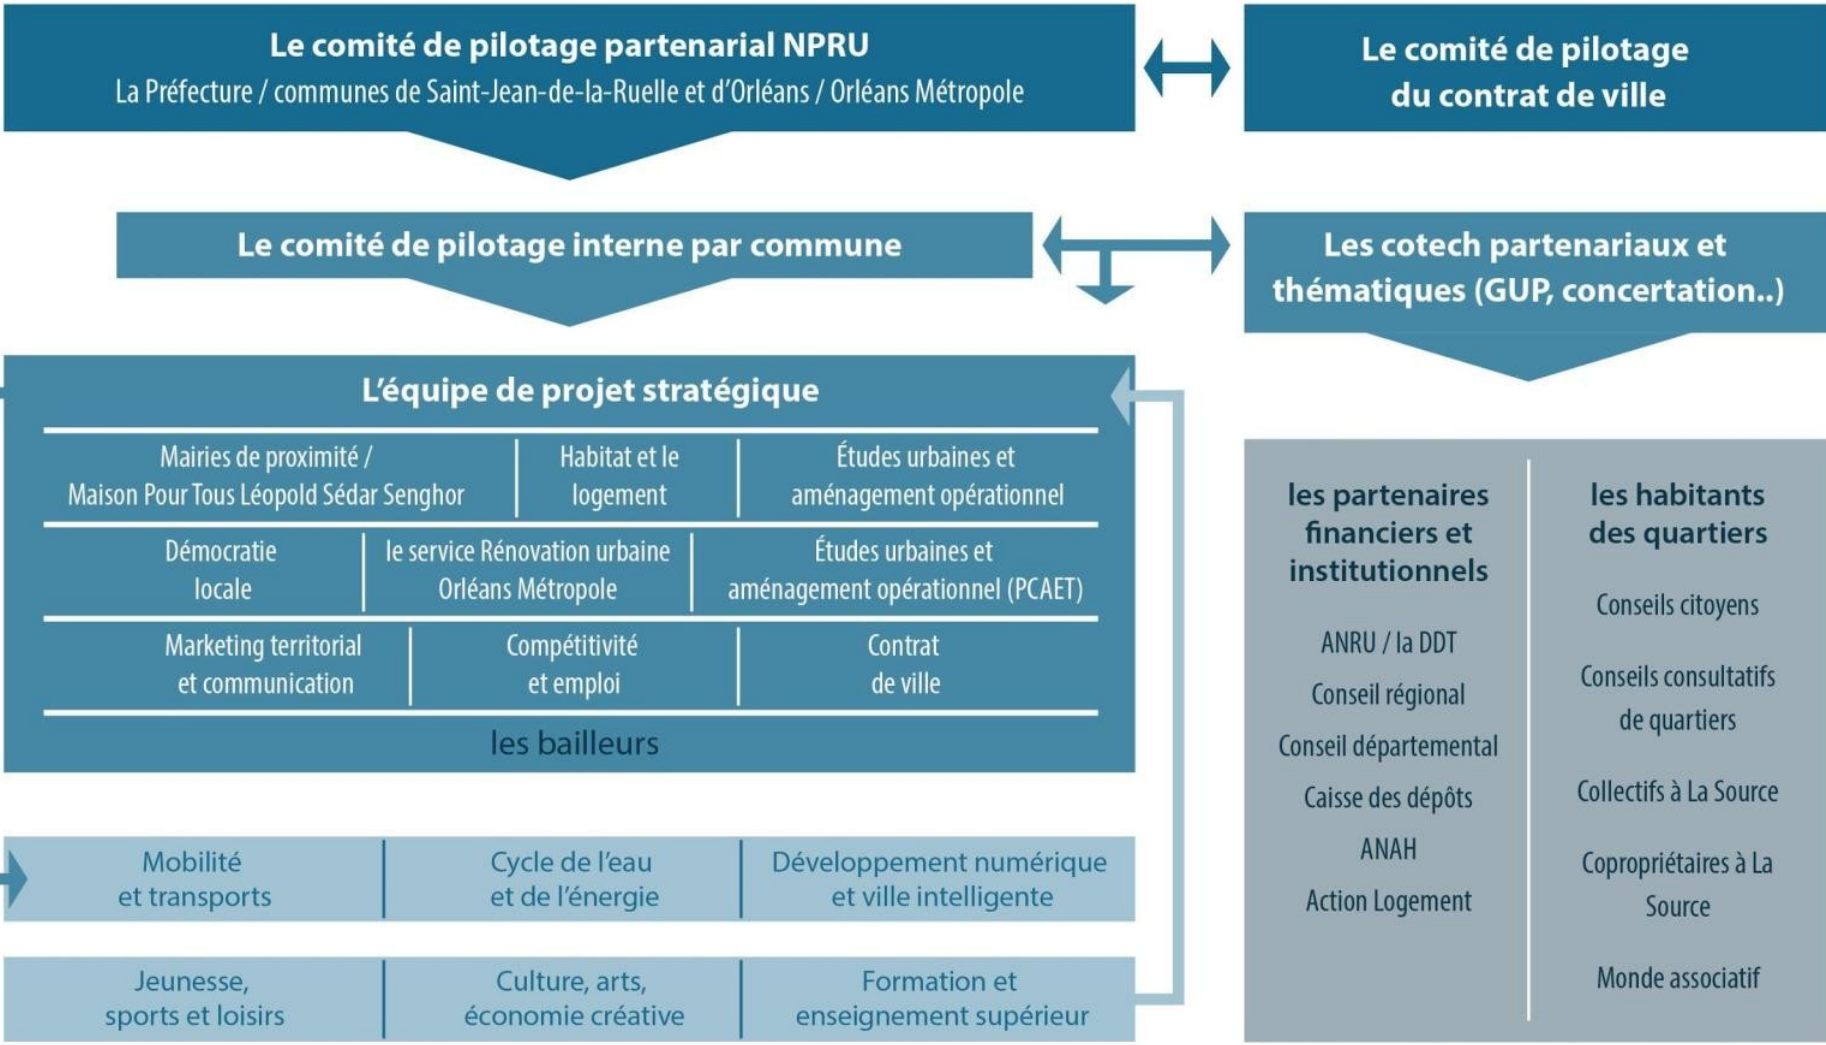 Le comité de pilotage partenarial NPRU
La Préfecture / communes de Saint-Jean-de-la-Ruelle et d'Orléans / Orléans Métropole
Le comité de pilotage
du contrat de ville
Le comité de pilotage interne par commune
Les cotech partenariaux et
thématiques (GUP, concertation..)
L'équipe de projet stratégique
Mairies de proximité /
Maison Pour Tous Léopold Sédar Senghor
Habitat et le
logement
Études urbaines et
aménagement opérationnel
Démocratie
locale
le service Rénovation urbaine
Orléans Métropole
Études urbaines et
aménagement opérationnel (PCAET)
Marketing territorial
et communication
Compétitivité
et emploi
Contrat
de ville
les bailleurs
Mobilité
et transports
Cycle de l'eau
et de l'énergie
Développement numérique
et ville intelligente
Jeunesse,
sports et loisirs
Culture, arts,
économie créative
Formation et
enseignement supérieur
les partenaires
financiers et
institutionnels
ANRU / la DDT
Conseil régional
Conseil départemental
Caisse des dépôts
ANAH
Action Logement
les habitants
des quartiers
Conseils citoyens
Conseils consultatifs
de quartiers
Collectifs à La Source
Copropriétaires à La
Source
Monde associatif